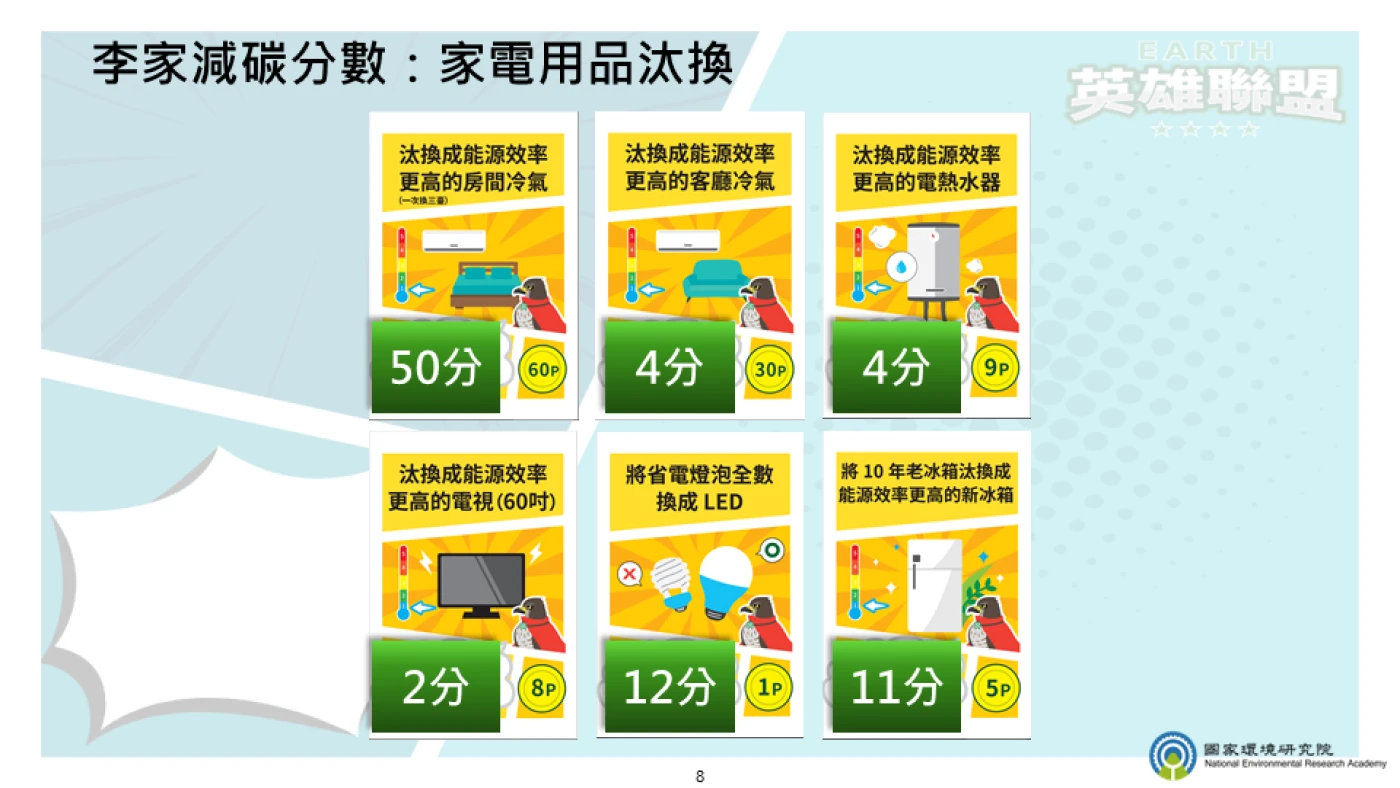 李家減碳分數：家電用品汰換
EARTH
英雄聯盟
汰換成能源效率
更高的房間冷氣
(一次換三臺)
50分
60P
汰換成能源效率
更高的客廳冷氣
4分
30P
汰換成能源效率
更高的電熱水器
4分
9P
汰換成能源效率
更高的電視(60吋)
2分
8P
將省電燈泡全數
換成 LED
12分
1P
將 10 年老冰箱汰換成
能源效率更高的新冰箱
11分
5P
國家環境研究院
National Environmental Research Academy
8